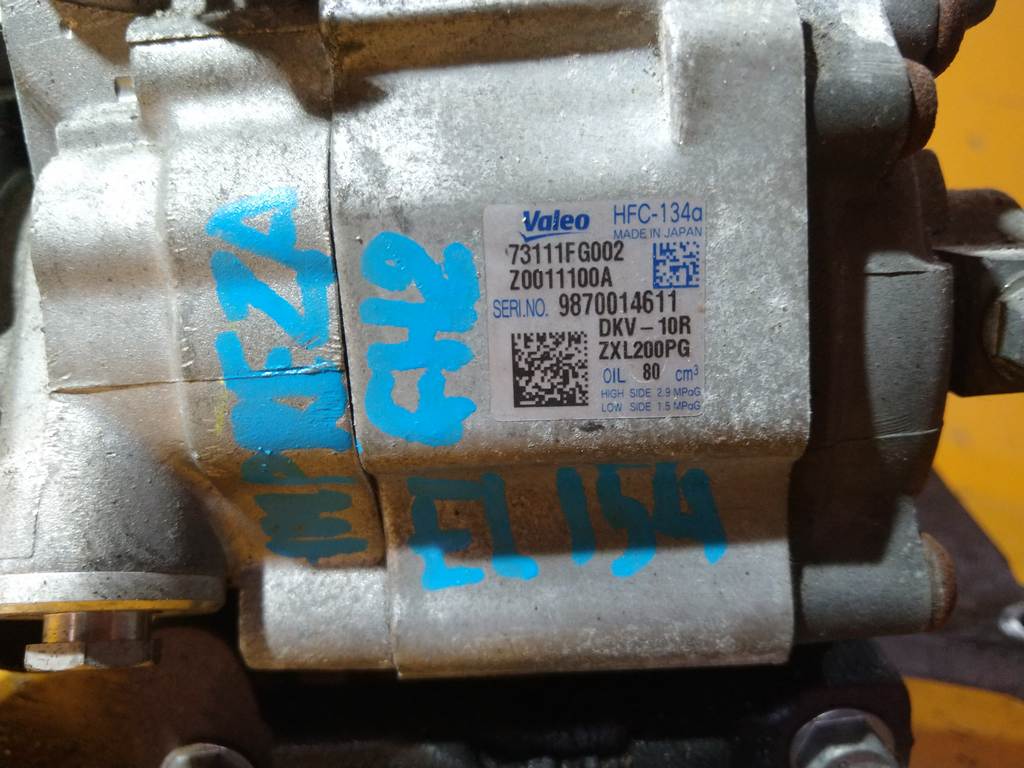 IMPREZA
GH2
EL154
Valeo HFC-134a
MADE IN JAPAN
73111FG002
Z0011100A
SERI.NO. 9870014611
DKV-10R
ZXL200PG
OIL 80 cm³
HIGH SIDE 2.9 MPaG
LOW SIDE 1.5 MPaG